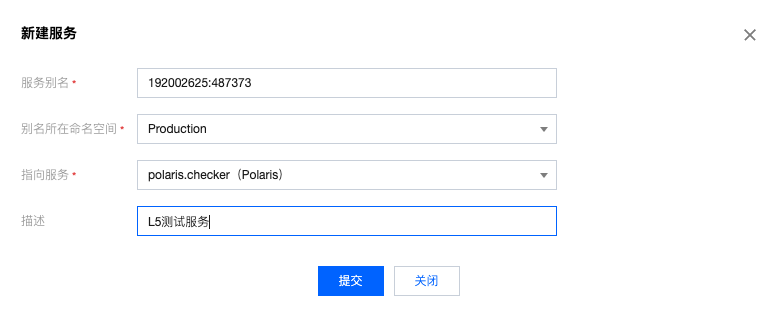 新建服务
服务别名 *
192002625:487373
别名所在命名空间 *
Production
指向服务 *
polaris.checker（Polaris）
描述
L5测试服务
提交
关闭